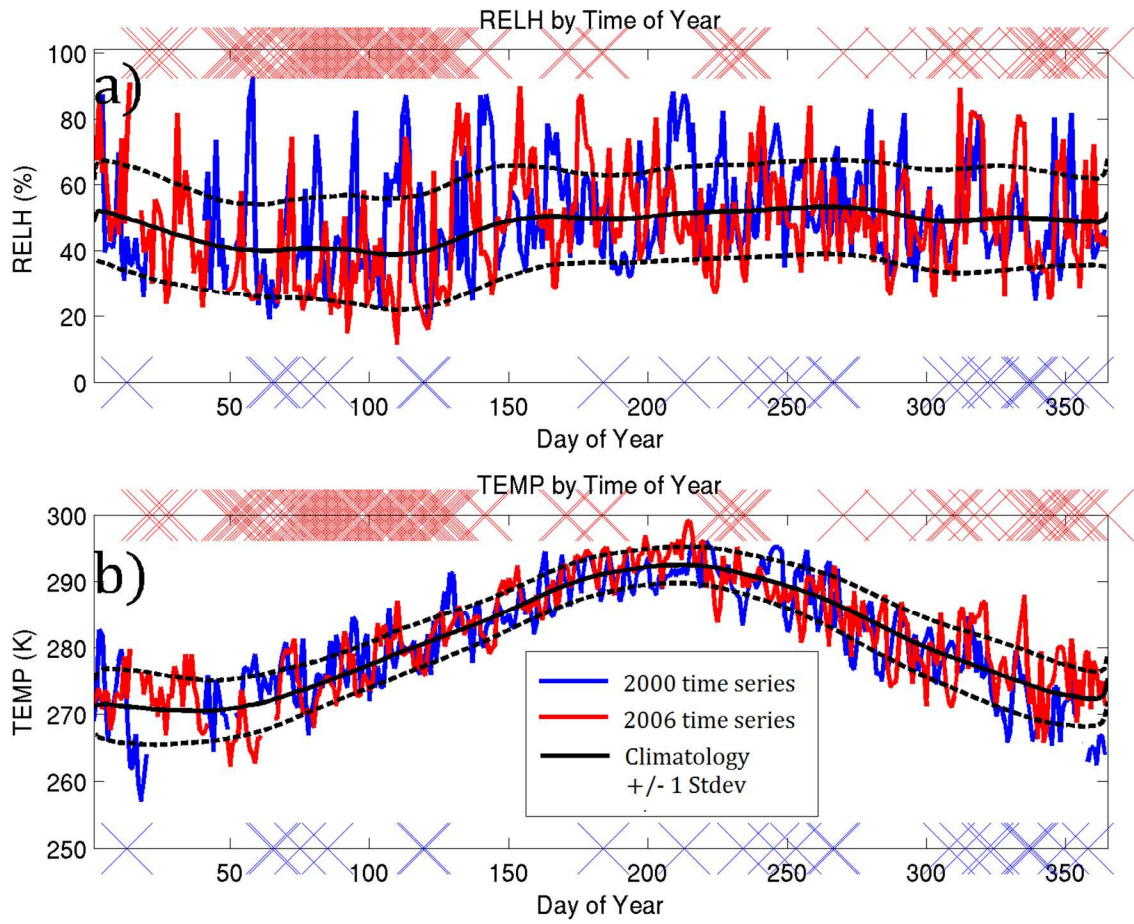 RELH by Time of Year
a)
100
80
60
40
20
0
RELH (%)
50 100 150 200 250 300 350
Day of Year
TEMP by Time of Year
b)
300
290
280
270
260
250
TEMP (K)
2000 time series
2006 time series
Climatology
+/- 1 Stdev
50 100 150 200 250 300 350
Day of Year